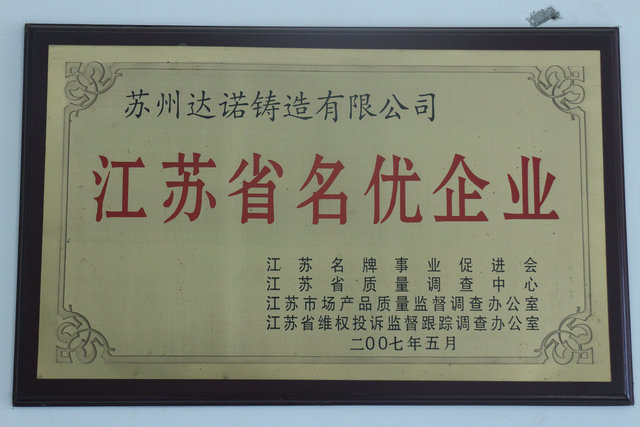 苏州达诺铸造有限公司
江苏省名优企业
江苏名牌事业促进会
江苏省质量调查中心
江苏市场产品质量监督调查办公室
江苏省维权投诉监督跟踪调查办公室
二00七年五月